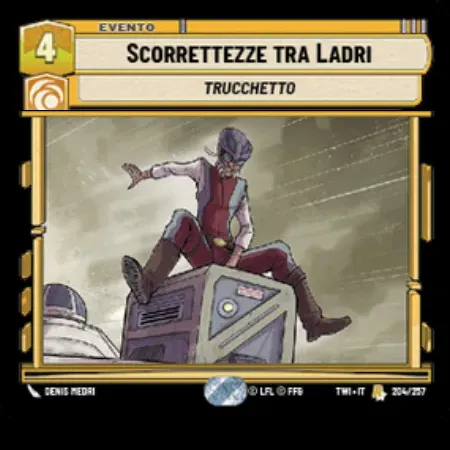 EVENTO
4
SCORRETTEZZE TRA LADRI
TRUCCHETTO
DENIS MEDRI
© LFL © FFG
TWI • IT
204/257